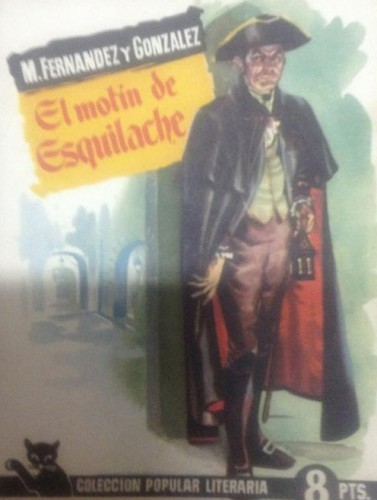 M. FERNANDEZ Y GONZALEZ
El motín de
Esquilache
COLECCION POPULAR LITERARIA
8 PTS.